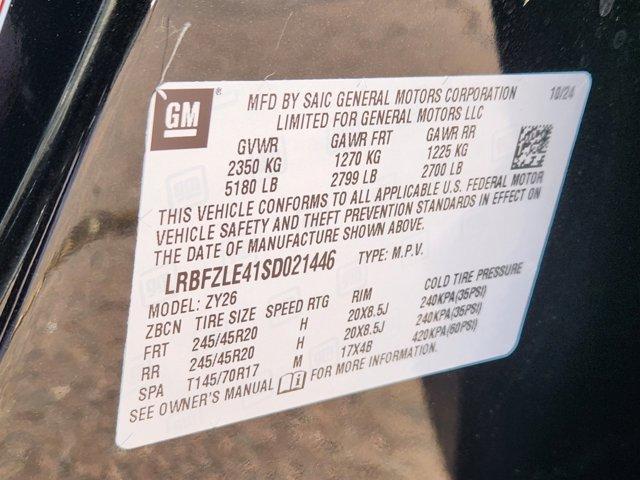 GM ®
MFD BY SAIC GENERAL MOTORS CORPORATION 10/24
LIMITED FOR GENERAL MOTORS LLC
GVWR GAWR FRT GAWR RR
2350 KG 1270 KG 1225 KG
5180 LB 2799 LB 2700 LB
THIS VEHICLE CONFORMS TO ALL APPLICABLE U.S. FEDERAL MOTOR
VEHICLE SAFETY AND THEFT PREVENTION STANDARDS IN EFFECT ON
THE DATE OF MANUFACTURE SHOWN ABOVE.
LRBFZLE41SD021446 TYPE: M.P.V.
MODEL: ZY26
ZBCN TIRE SIZE SPEED RTG RIM COLD TIRE PRESSURE
FRT 245/45R20 H 20X8.5J 240KPA(35PSI)
RR 245/45R20 H 20X8.5J 240KPA(35PSI)
SPA T145/70R17 M 17X4B 420KPA(60PSI)
SEE OWNER'S MANUAL FOR MORE INFORMATION.